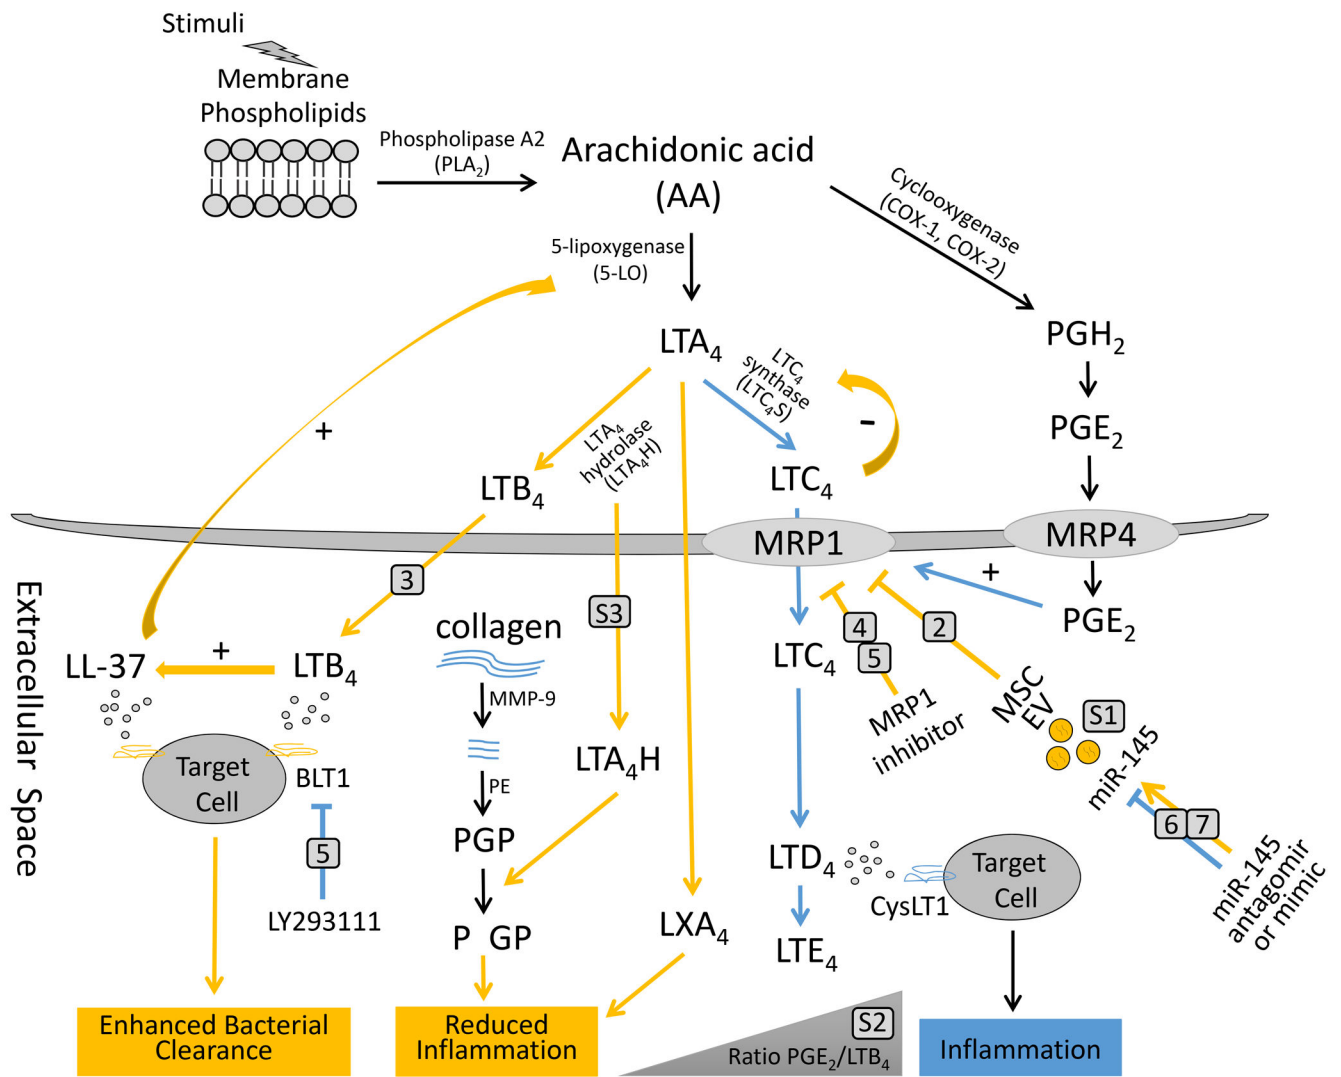 Stimuli
Membrane
Phospholipids
Phospholipase A2
(PLA₂)
Arachidonic acid
(AA)
Cyclooxygenase
(COX-1, COX-2)
5-lipoxygenase
(5-LO)
LTA₄
LTC₄
synthase
(LTC₄S)
PGH₂
PGE₂
+
-
LTA₄
hydrolase
(LTA₄H)
LTB₄
LTC₄
MRP1
MRP4
Extracellular Space
3
S3
+
PGE₂
collagen
4
5
2
LL-37
+
LTB₄
LTC₄
MMP-9
MRP1
inhibitor
MSC
EV
S1
miR-145
Target
Cell
BLT1
LTA₄H
PE
PGP
5
6
7
miR-145
antagomir
or mimic
LTD₄
CysLT1
Target
Cell
LY293111
P GP
LXA₄
LTE₄
Enhanced Bacterial
Clearance
Reduced
Inflammation
S2
Ratio PGE₂/LTB₄
Inflammation